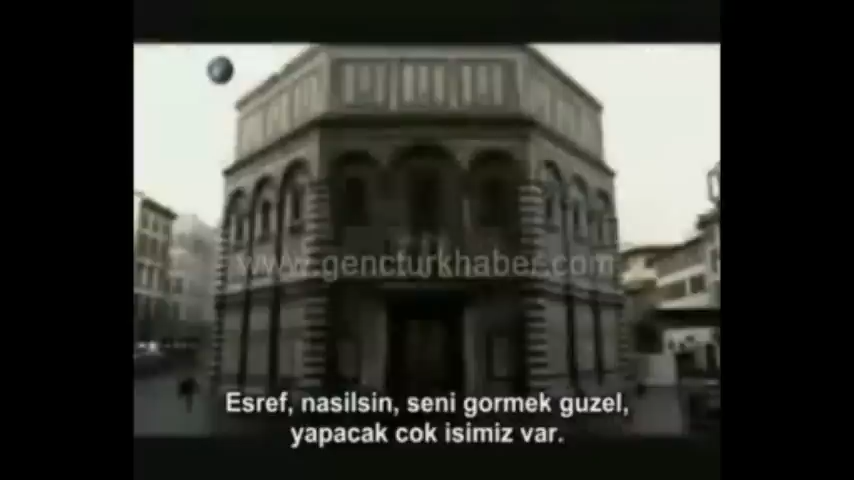 www.gencturkhaber.com
Esref, nasilsin, seni gormek guzel,
yapacak cok isimiz var.